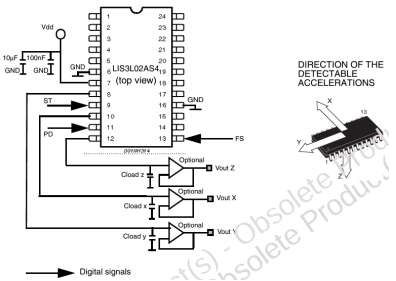 Vdd
10µF
100nF
GND
GND
GND
1
2
3
4
5
6
7
8
9
10
11
12
24
23
22
21
20
19
18
17
16
15
14
13
LIS3L02AS4
(top view)
GND
ST
PD
FS
Optional
Cload z
Vout Z
Optional
Cload x
Vout X
Optional
Cload y
Vout Y
Digital signals
DIRECTION OF THE
DETECTABLE
ACCELERATIONS
X
13
Y
Z
Obsolete
Obsolete